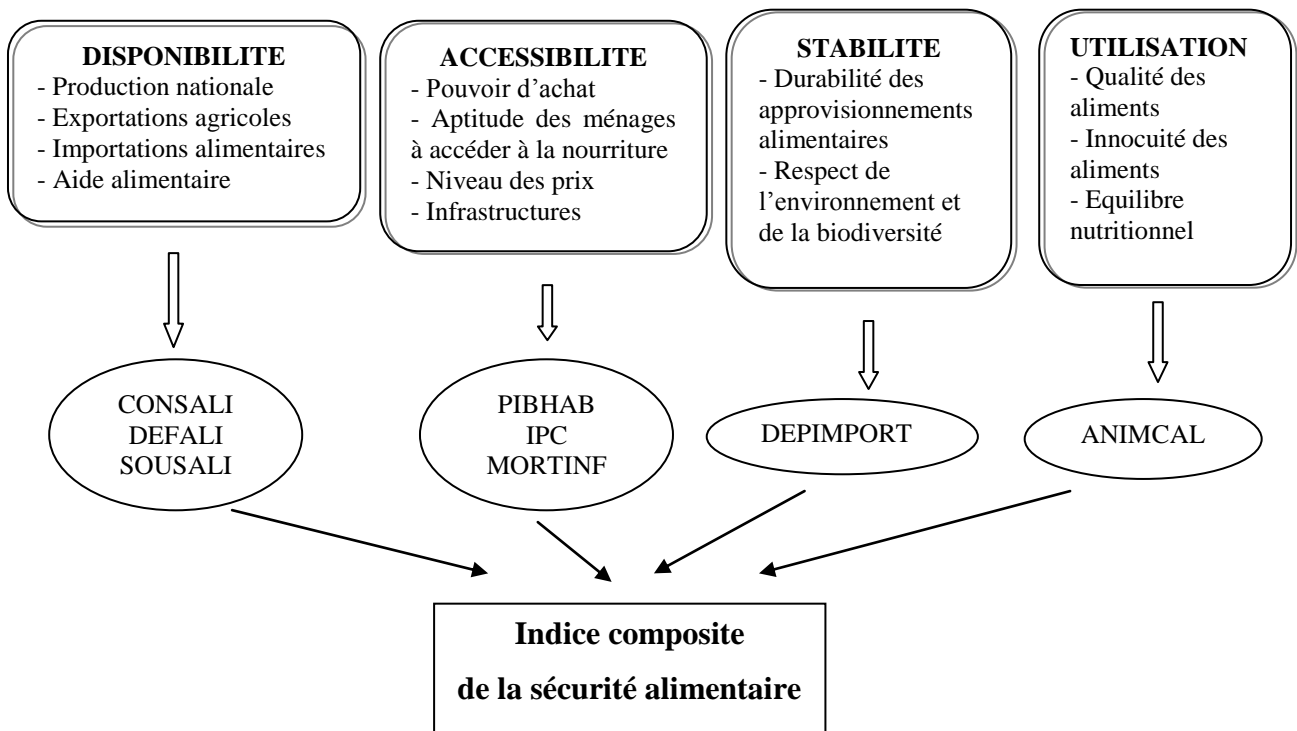 DISPONIBILITE
- Production nationale
- Exportations agricoles
- Importations alimentaires
- Aide alimentaire
ACCESSIBILITE
- Pouvoir d’achat
- Aptitude des ménages
à accéder à la nourriture
- Niveau des prix
- Infrastructures
STABILITE
- Durabilité des
approvisionnements
alimentaires
- Respect de
l’environnement et
de la biodiversité
UTILISATION
- Qualité des
aliments
- Innocuité des
aliments
- Equilibre
nutritionnel
CONSALI
DEFALI
SOUSALI
PIBHAB
IPC
MORTINF
DEPIMPORT
ANIMCAL
Indice composite
de la sécurité alimentaire